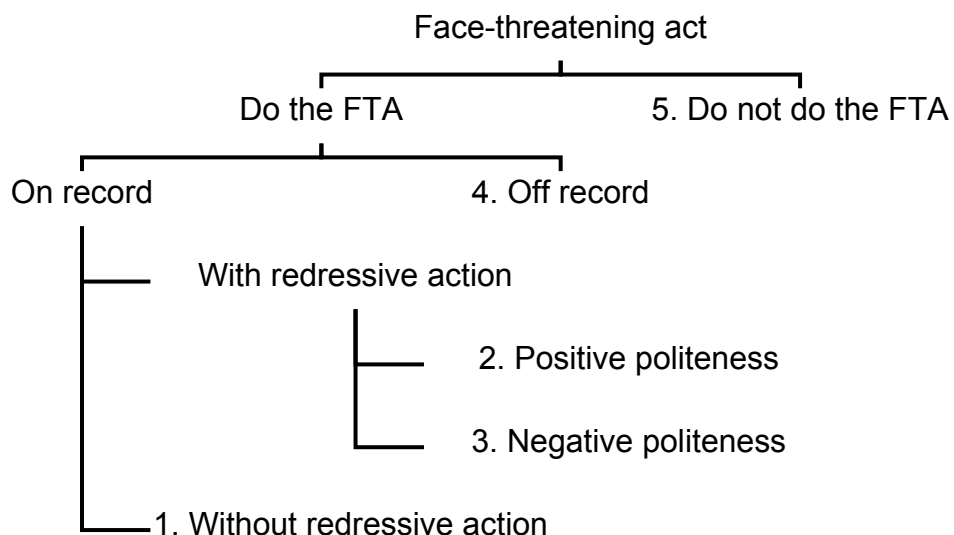 Face-threatening act
Do the FTA
5. Do not do the FTA
On record
4. Off record
With redressive action
2. Positive politeness
3. Negative politeness
1. Without redressive action